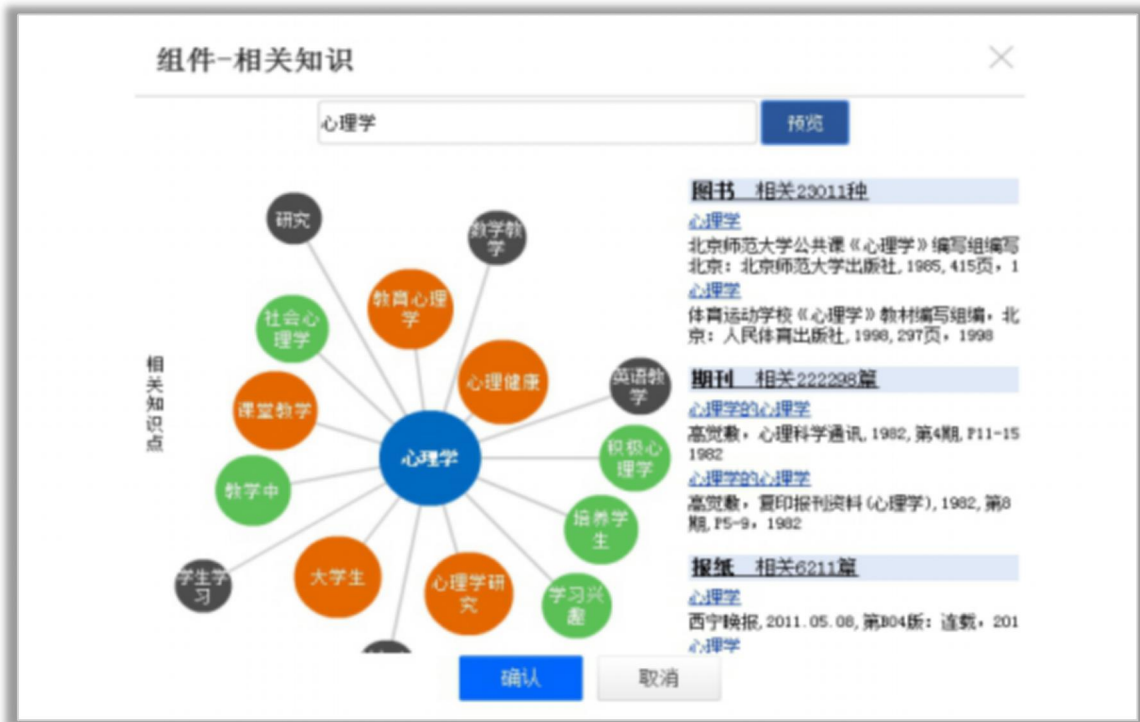 组件-相关知识
心理学
预览
相关知识点
研究
数学教
学
教育心理
学
社会心
理学
心理健康
英语教
学
课堂教学
心理学
积极心
理学
教学中
培养学
生
学生学
习
大学生
心理学研
究
学习兴
趣
图书 相关23011种
心理学
北京师范大学公共课《心理学》编写组编写
北京: 北京师范大学出版社,1985,415页, 1
心理学
体育运动学校《心理学》教材编写组编, 北
京: 人民体育出版社,1998,297页, 1998
期刊 相关222298篇
心理学的心理学
高觉敷, 心理科学通讯,1982,第4期,P11-15
1982
心理学的心理学
高觉敷, 复印报刊资料(心理学),1982,第8
期,P5-9, 1982
报纸 相关6211篇
心理学
西宁晚报,2011.05.08,第B04版: 连载, 201
心理学
确认
取消